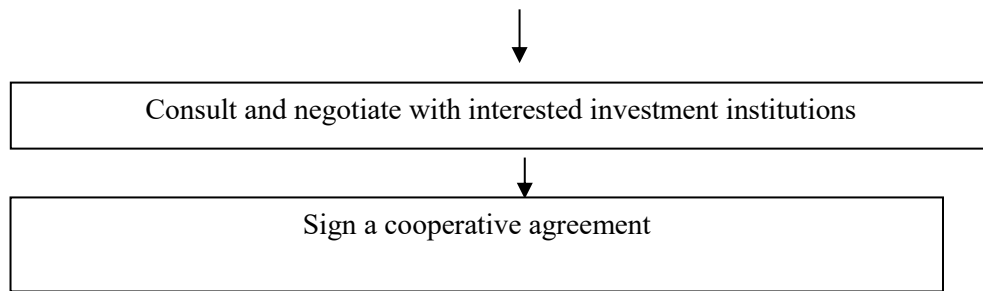 Consult and negotiate with interested investment institutions
Sign a cooperative agreement